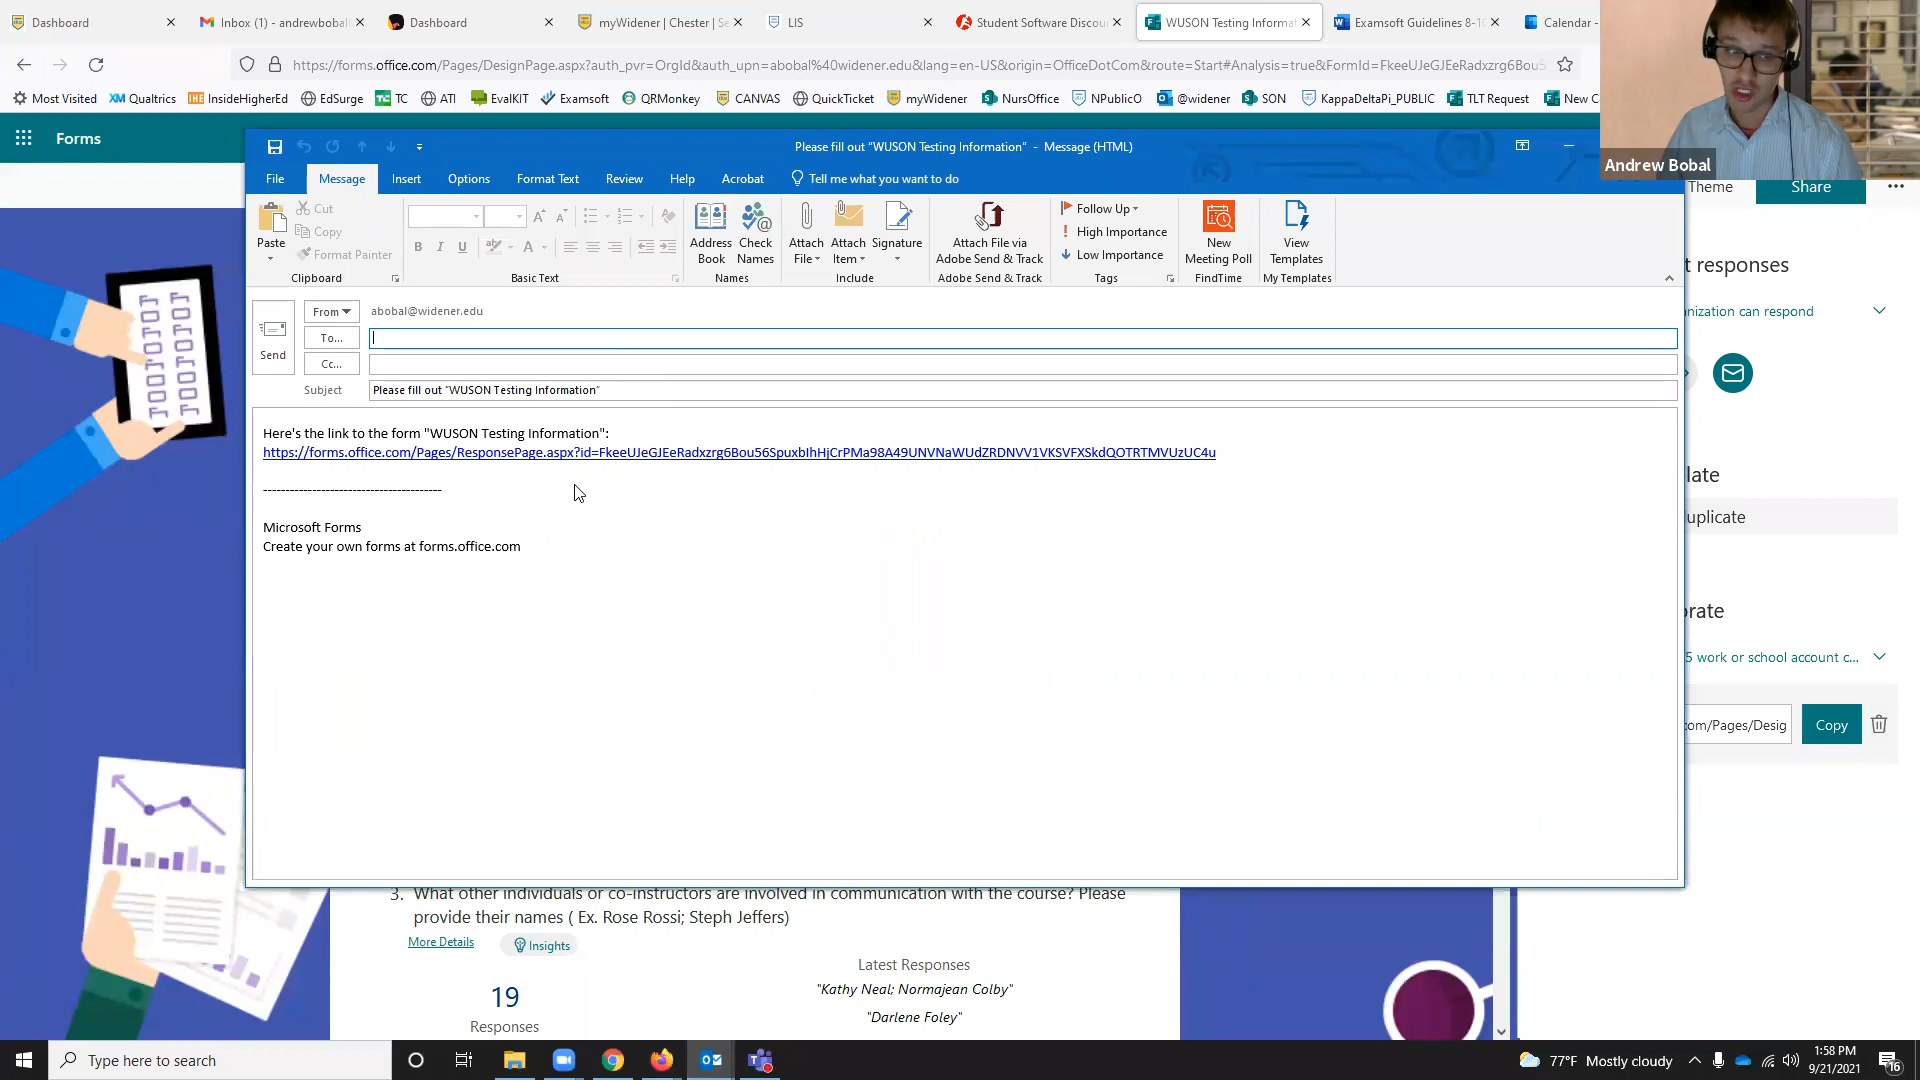 Dashboard
Inbox (1) - andrewbobal
Dashboard
myWidener | Chester | Se
LIS
Student Software Discou
WUSON Testing Informat
Examsoft Guidelines 8-1
Calendar -
https://forms.office.com/Pages/DesignPage.aspx?auth_pvr=OrgId&auth_upn=abobal%40widener.edu&lang=en-US&origin=OfficeDotCom&route=Start#Analysis=true&FormId=FkeeUJeGJEeRadxzrg6Bou5
Most Visited
XM Qualtrics
IHE InsideHigherEd
EdSurge
TC
ATI
EvalKIT
Examsoft
QRMonkey
CANVAS
QuickTicket
myWidener
NursOffice
NPublicO
@widener
SON
KappaDeltaPi_PUBLIC
TLT Request
New C
Andrew Bobal
Forms
Please fill out "WUSON Testing Information" - Message (HTML)
File
Message
Insert
Options
Format Text
Review
Help
Acrobat
Tell me what you want to do
Theme
Share
Paste
Cut
Copy
Format Painter
Clipboard
B I U
Basic Text
Address Book
Check Names
Names
Attach File
Attach Item
Signature
Include
Attach File via Adobe Send & Track
Adobe Send & Track
Follow Up
High Importance
Low Importance
Tags
New Meeting Poll
FindTime
View Templates
My Templates
Send
From
abobal@widener.edu
To...
Cc...
Subject
Please fill out "WUSON Testing Information"
Here's the link to the form "WUSON Testing Information":
https://forms.office.com/Pages/ResponsePage.aspx?id=FkeeUJeGJEeRadxzrg6Bou56SpuxbIhHjCrPMa98A49UNVNaWUdZRDNVV1VKSVFXSkdQOTRTMVUzUC4u
----------------------------------------
Microsoft Forms
Create your own forms at forms.office.com
t responses
nization can respond
late
uplicate
orate
5 work or school account c...
com/Pages/Desig
Copy
3. What other individuals or co-instructors are involved in communication with the course? Please
provide their names ( Ex. Rose Rossi; Steph Jeffers)
More Details
Insights
19
Responses
Latest Responses
"Kathy Neal; Normajean Colby"
"Darlene Foley"
Type here to search
77°F Mostly cloudy
1:58 PM
9/21/2021
16